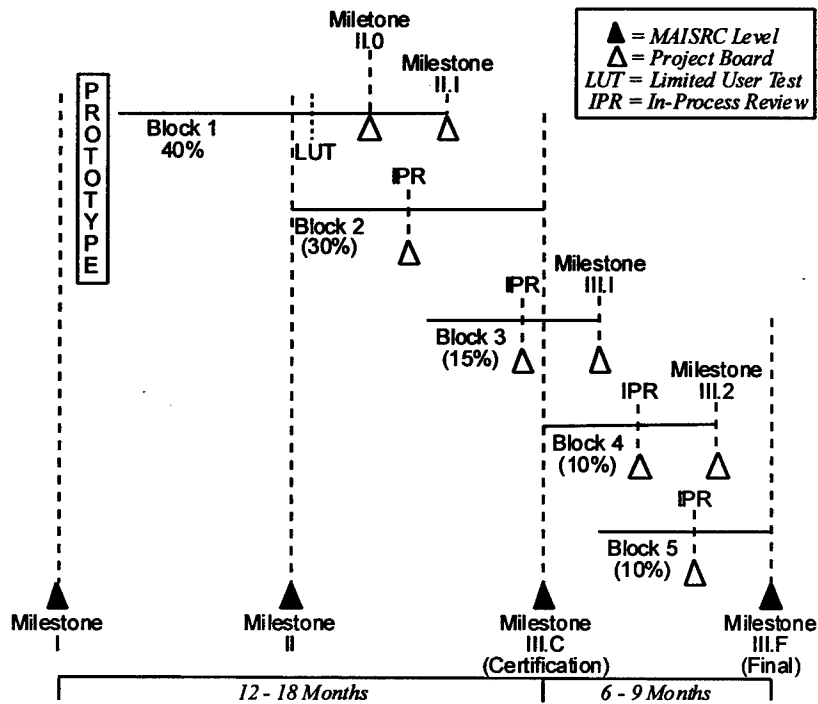 Miletone
II.0
Milestone
II.I
▲ = MAISRC Level
△ = Project Board
LUT = Limited User Test
IPR = In-Process Review
PROTOTYPE
Block 1
40%
LUT
IPR
Block 2
(30%)
IPR
Milestone
III.I
Block 3
(15%)
IPR
Milestone
III.2
Block 4
(10%)
IPR
Block 5
(10%)
Milestone
I
Milestone
II
Milestone
III.C
(Certification)
Milestone
III.F
(Final)
12 - 18 Months
6 - 9 Months